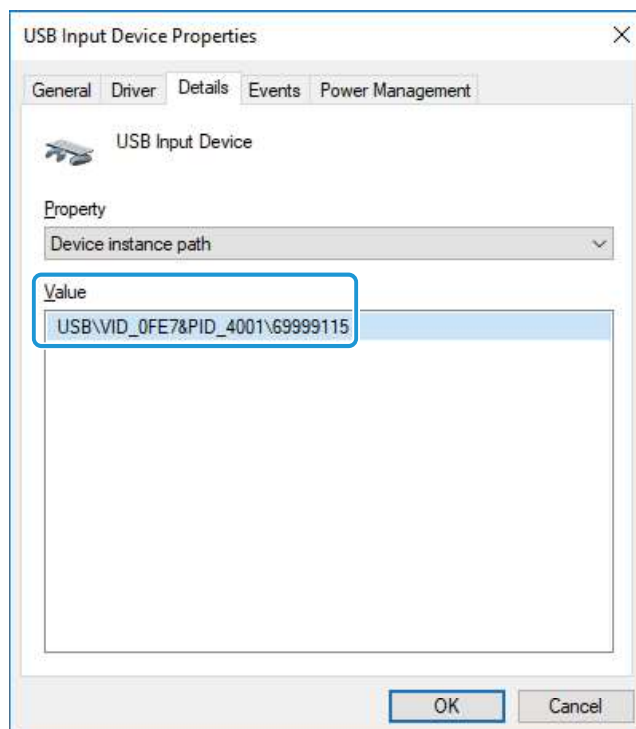 USB Input Device Properties
General Driver Details Events Power Management
USB Input Device
Property
Device instance path
Value
USB\VID_0FE7&PID_4001\69999115
OK Cancel